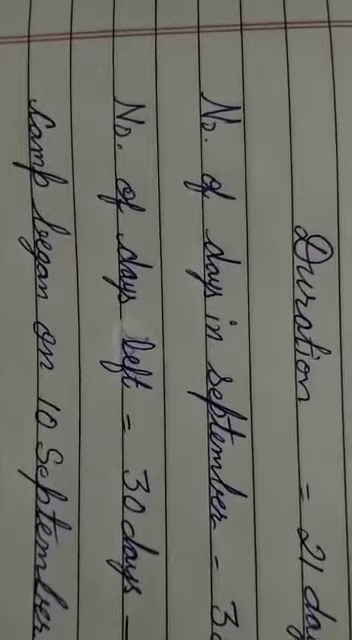 Duration = 21 da
No. of days in september = 3
No. of days left = 30 days -
Camp began on 10 September